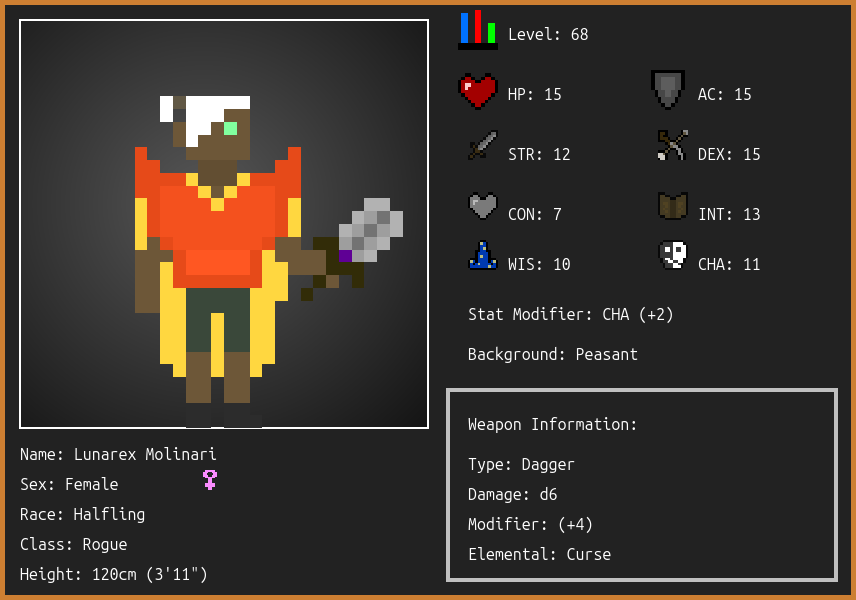 Level: 68
HP: 15
AC: 15
STR: 12
DEX: 15
CON: 7
INT: 13
WIS: 10
CHA: 11
Stat Modifier: CHA (+2)
Background: Peasant
Weapon Information:
Type: Dagger
Damage: d6
Modifier: (+4)
Elemental: Curse
Name: Lunarex Molinari
Sex: Female
Race: Halfling
Class: Rogue
Height: 120cm (3'11")